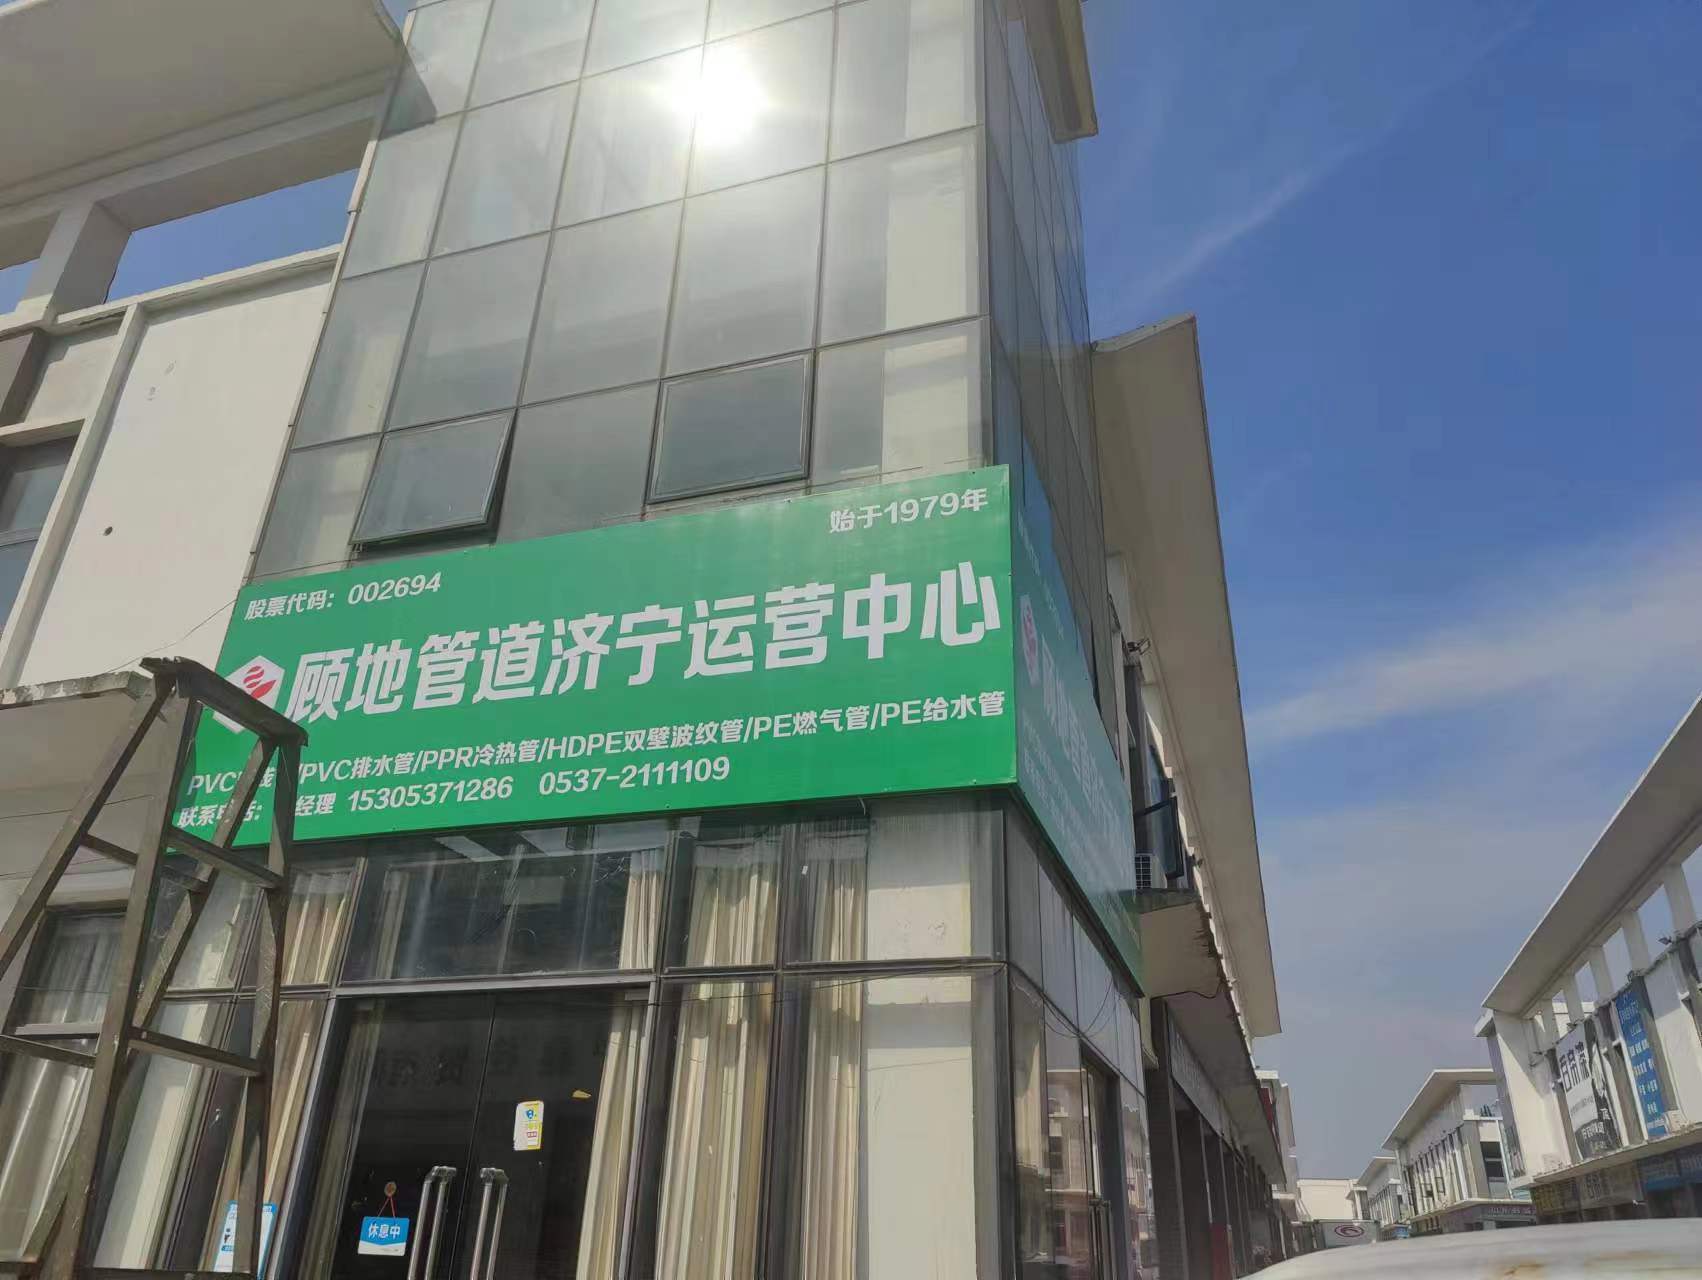 始于1979年
股票代码：002694
顾地管道济宁运营中心
PVC 线 /PVC排水管/PPR冷热管/HDPE双壁波纹管/PE燃气管/PE给水管
联系电话： 经理 15305371286 0537-2111109
休息中